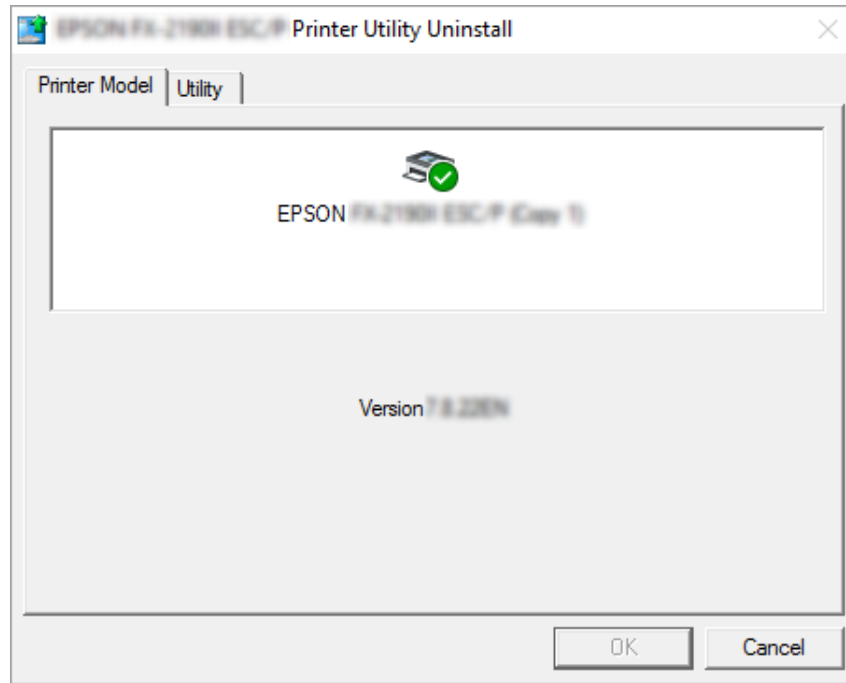 Printer Utility Uninstall
Printer Model
Utility
EPSON
Version
OK
Cancel